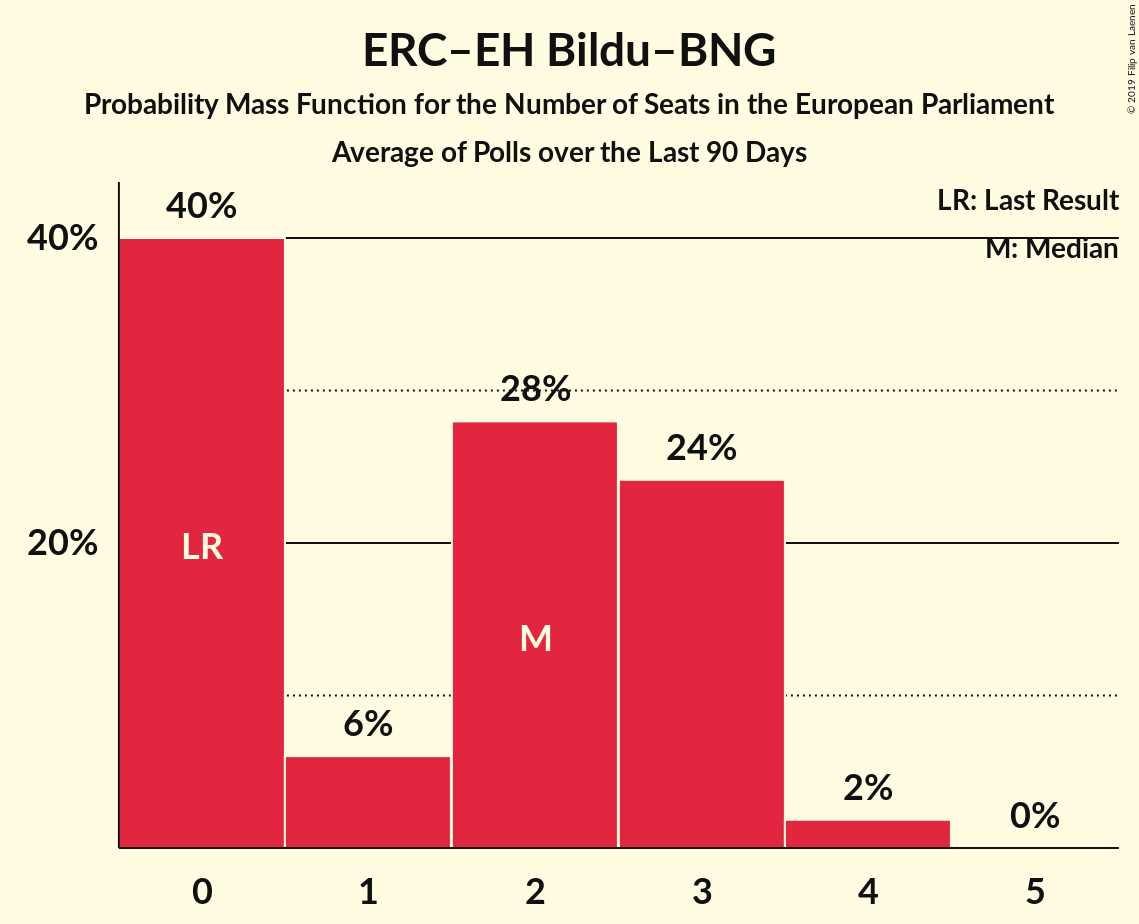 ERC–EH Bildu–BNG
Probability Mass Function for the Number of Seats in the European Parliament
Average of Polls over the Last 90 Days
© 2019 Filip van Laenen
LR: Last Result
M: Median
40%
20%
40%
6%
28%
24%
2%
0%
LR
M
0 1 2 3 4 5